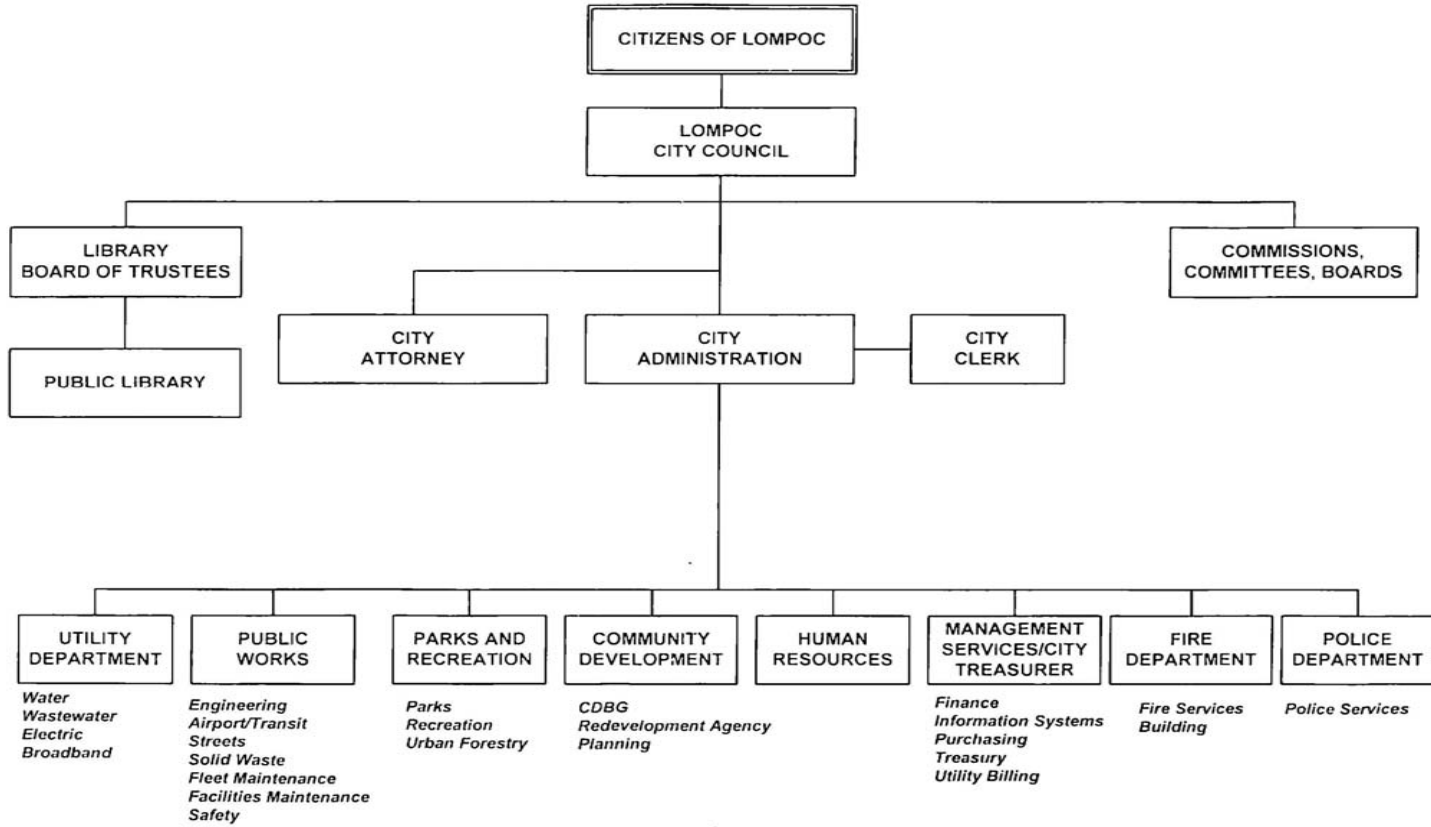 CITIZENS OF LOMPOC
LOMPOC
CITY COUNCIL
LIBRARY
BOARD OF TRUSTEES
COMMISSIONS,
COMMITTEES, BOARDS
CITY
ATTORNEY
CITY
ADMINISTRATION
CITY
CLERK
PUBLIC LIBRARY
UTILITY
DEPARTMENT
Water
Wastewater
Electric
Broadband
PUBLIC
WORKS
Engineering
Airport/Transit
Streets
Solid Waste
Fleet Maintenance
Facilities Maintenance
Safety
PARKS AND
RECREATION
Parks
Recreation
Urban Forestry
COMMUNITY
DEVELOPMENT
CDBG
Redevelopment Agency
Planning
HUMAN
RESOURCES
MANAGEMENT
SERVICES/CITY
TREASURER
Finance
Information Systems
Purchasing
Treasury
Utility Billing
FIRE
DEPARTMENT
Fire Services
Building
POLICE
DEPARTMENT
Police Services